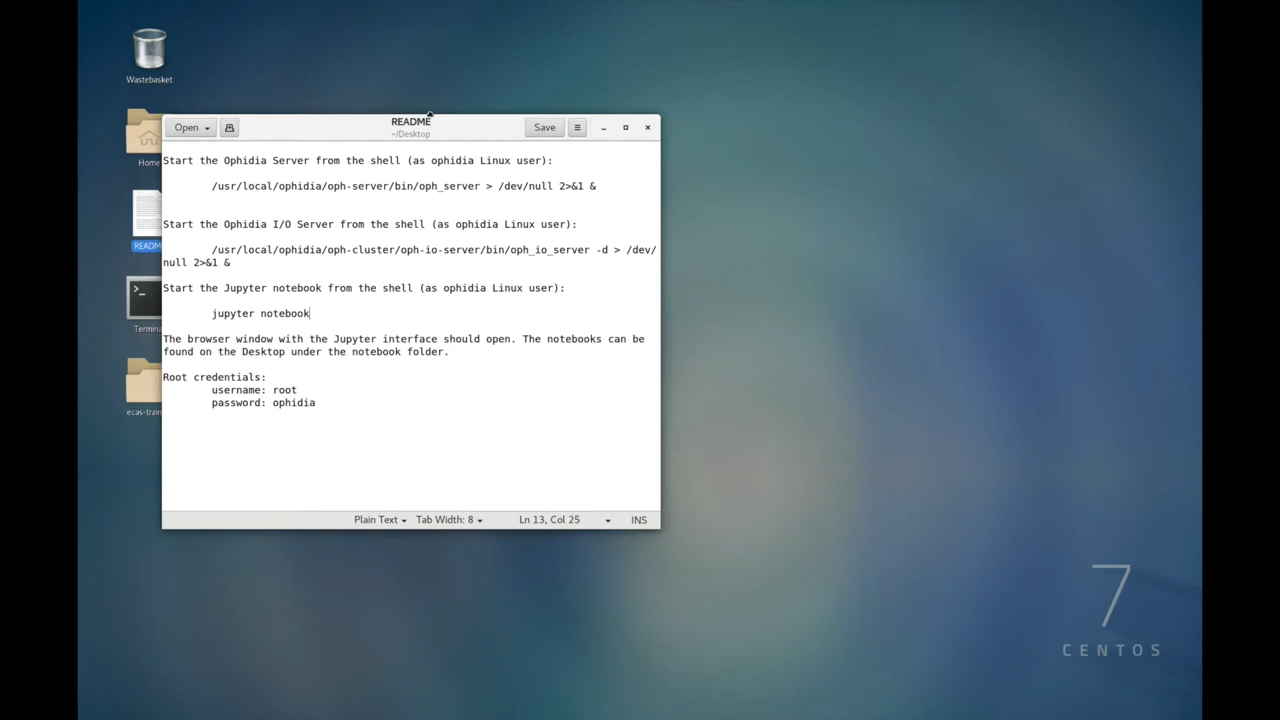 Wastebasket
Home
README
Termina
ecas-train
Open
README
~/Desktop
Save
Start the Ophidia Server from the shell (as ophidia Linux user):
/usr/local/ophidia/oph-server/bin/oph_server > /dev/null 2>&1 &
Start the Ophidia I/O Server from the shell (as ophidia Linux user):
/usr/local/ophidia/oph-cluster/oph-io-server/bin/oph_io_server -d > /dev/
null 2>&1 &
Start the Jupyter notebook from the shell (as ophidia Linux user):
jupyter notebook
The browser window with the Jupyter interface should open. The notebooks can be
found on the Desktop under the notebook folder.
Root credentials:
username: root
password: ophidia
Plain Text
Tab Width: 8
Ln 13, Col 25
INS
7
CENTOS